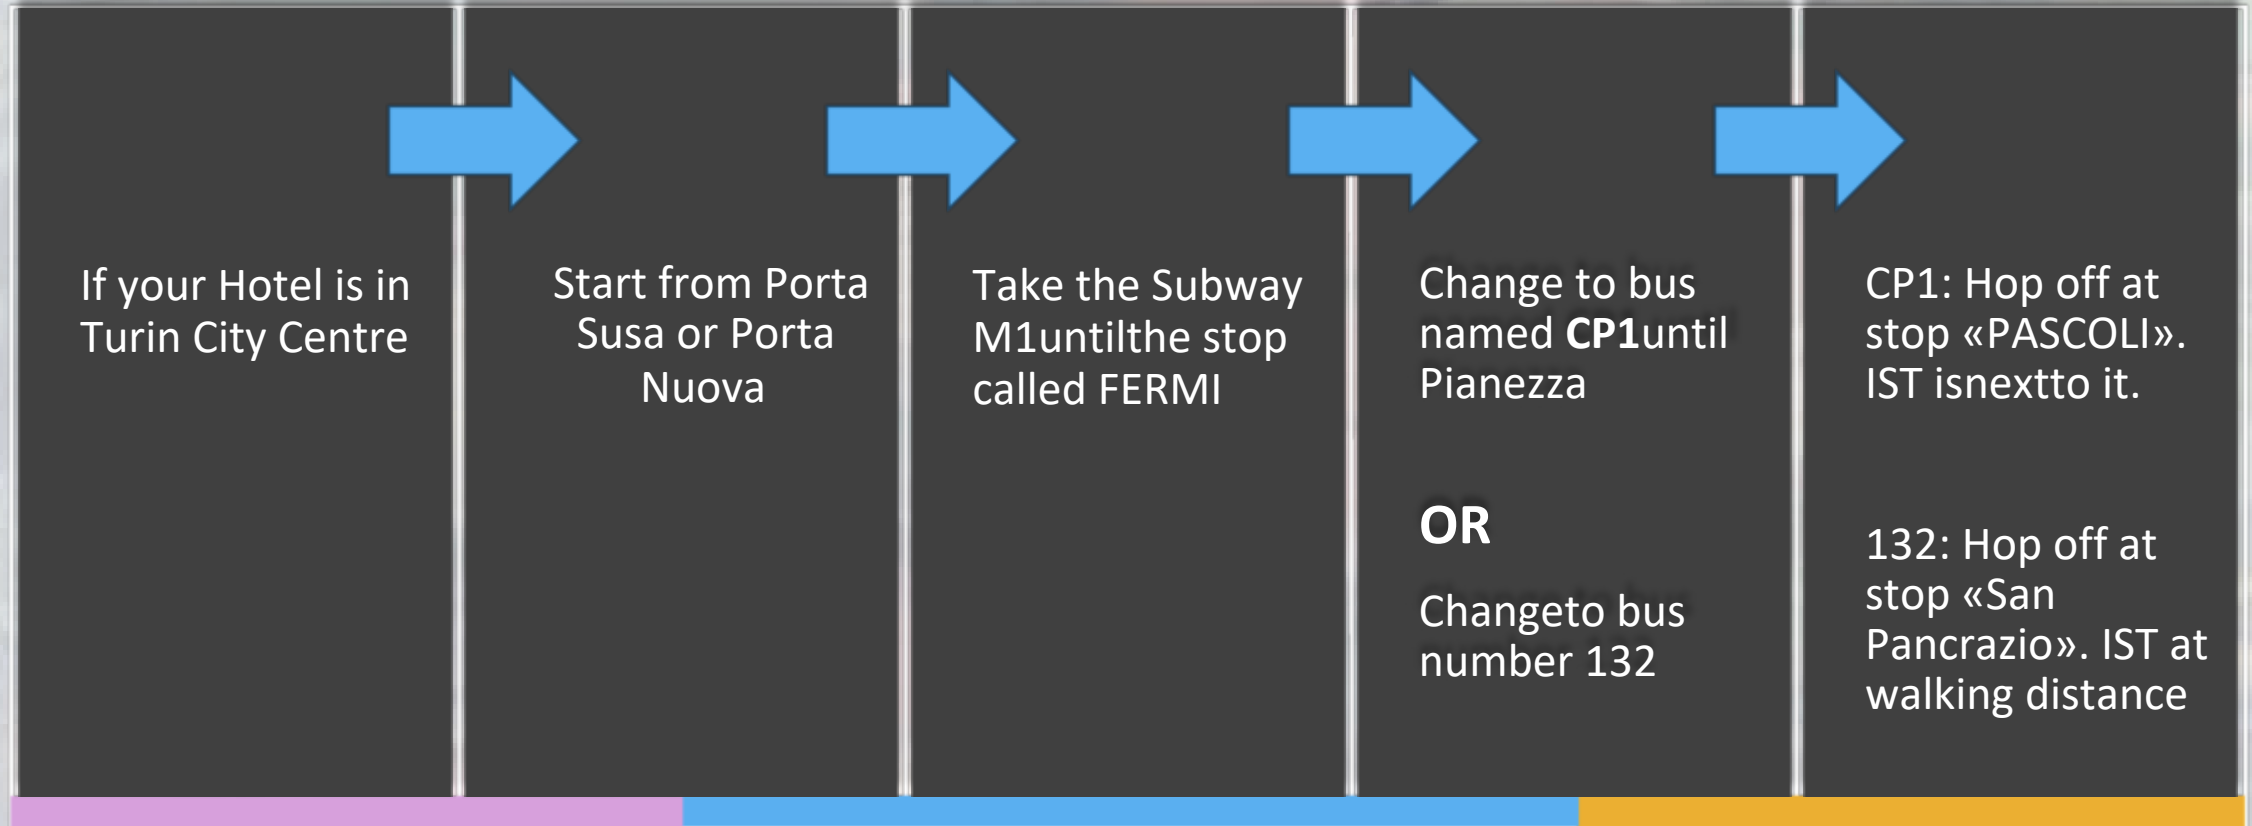 If your Hotel is in
Turin City Centre
Start from Porta
Susa or Porta
Nuova
Take the Subway
M1untilthe stop
called FERMI
Change to bus
named CP1until
Pianezza
OR
Changeto bus
number 132
CP1: Hop off at
stop «PASCOLI».
IST isnextto it.
132: Hop off at
stop «San
Pancrazio». IST at
walking distance